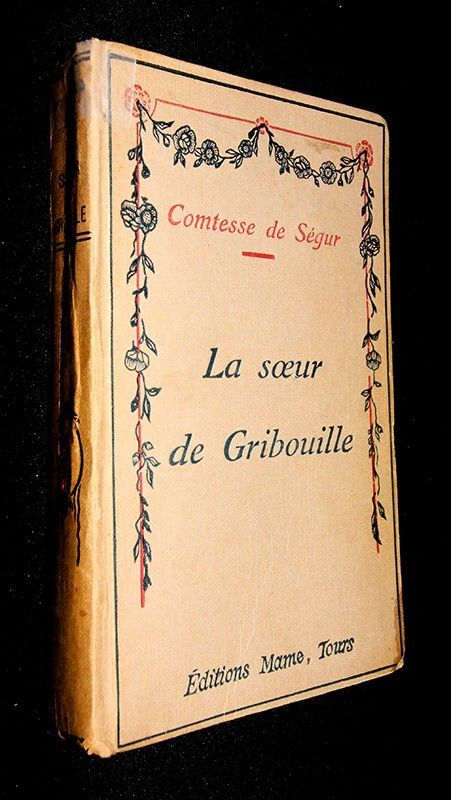 Comtesse de Ségur
La sœur
de Gribouille
Éditions Mame, Tours